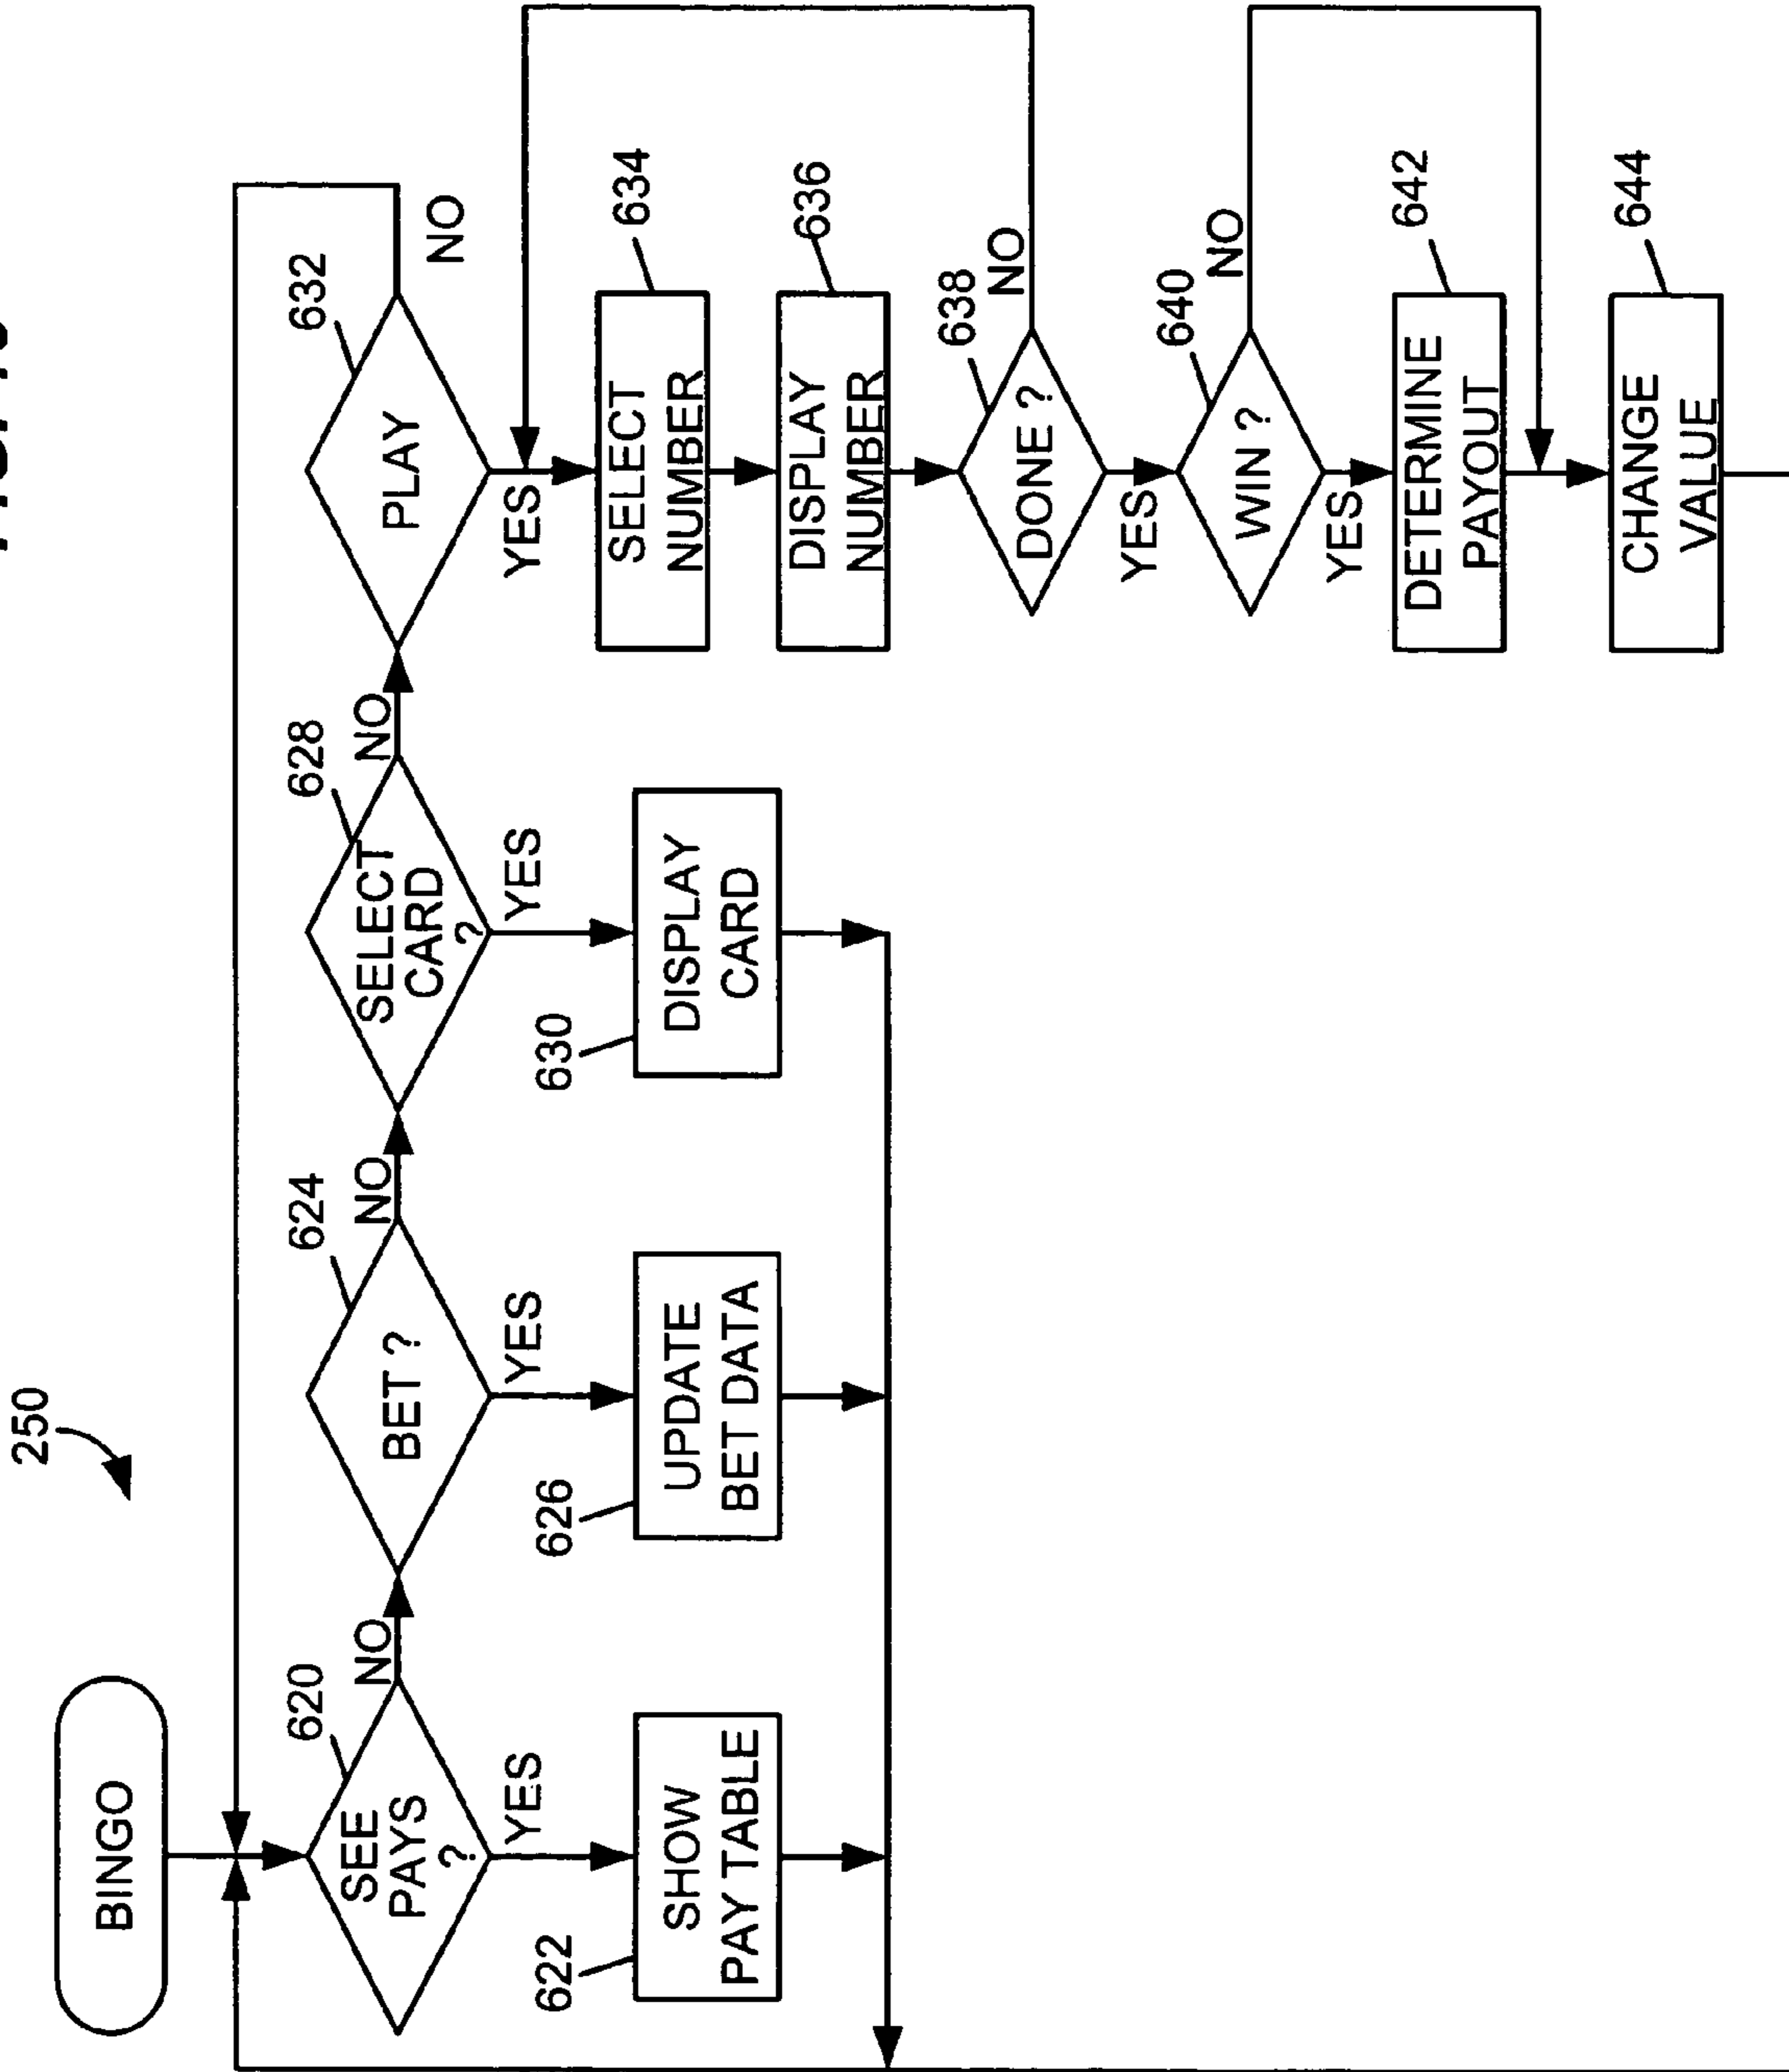 250
BINGO
620
SEE
PAYS
?
NO
YES
622
SHOW
PAY TABLE
624
BET ?
NO
YES
626
UPDATE
BET DATA
628
SELECT
CARD
?
NO
YES
630
DISPLAY
CARD
632
PLAY
NO
YES
634
SELECT
NUMBER
636
DISPLAY
NUMBER
638
DONE ?
NO
YES
640
WIN ?
NO
YES
642
DETERMINE
PAYOUT
644
CHANGE
VALUE